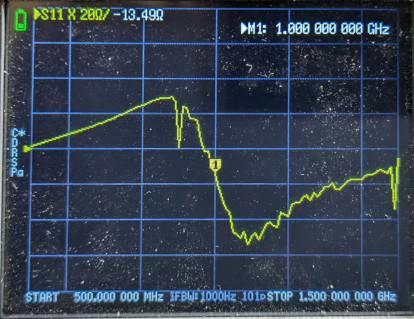 S11 X 20Ω/ -13.49Ω
M1: 1.000 000 000 GHz
1
C*
D
R
S
Pa
START 500.000 000 MHz IFBW:1000Hz 101p STOP 1.500 000 000 GHz